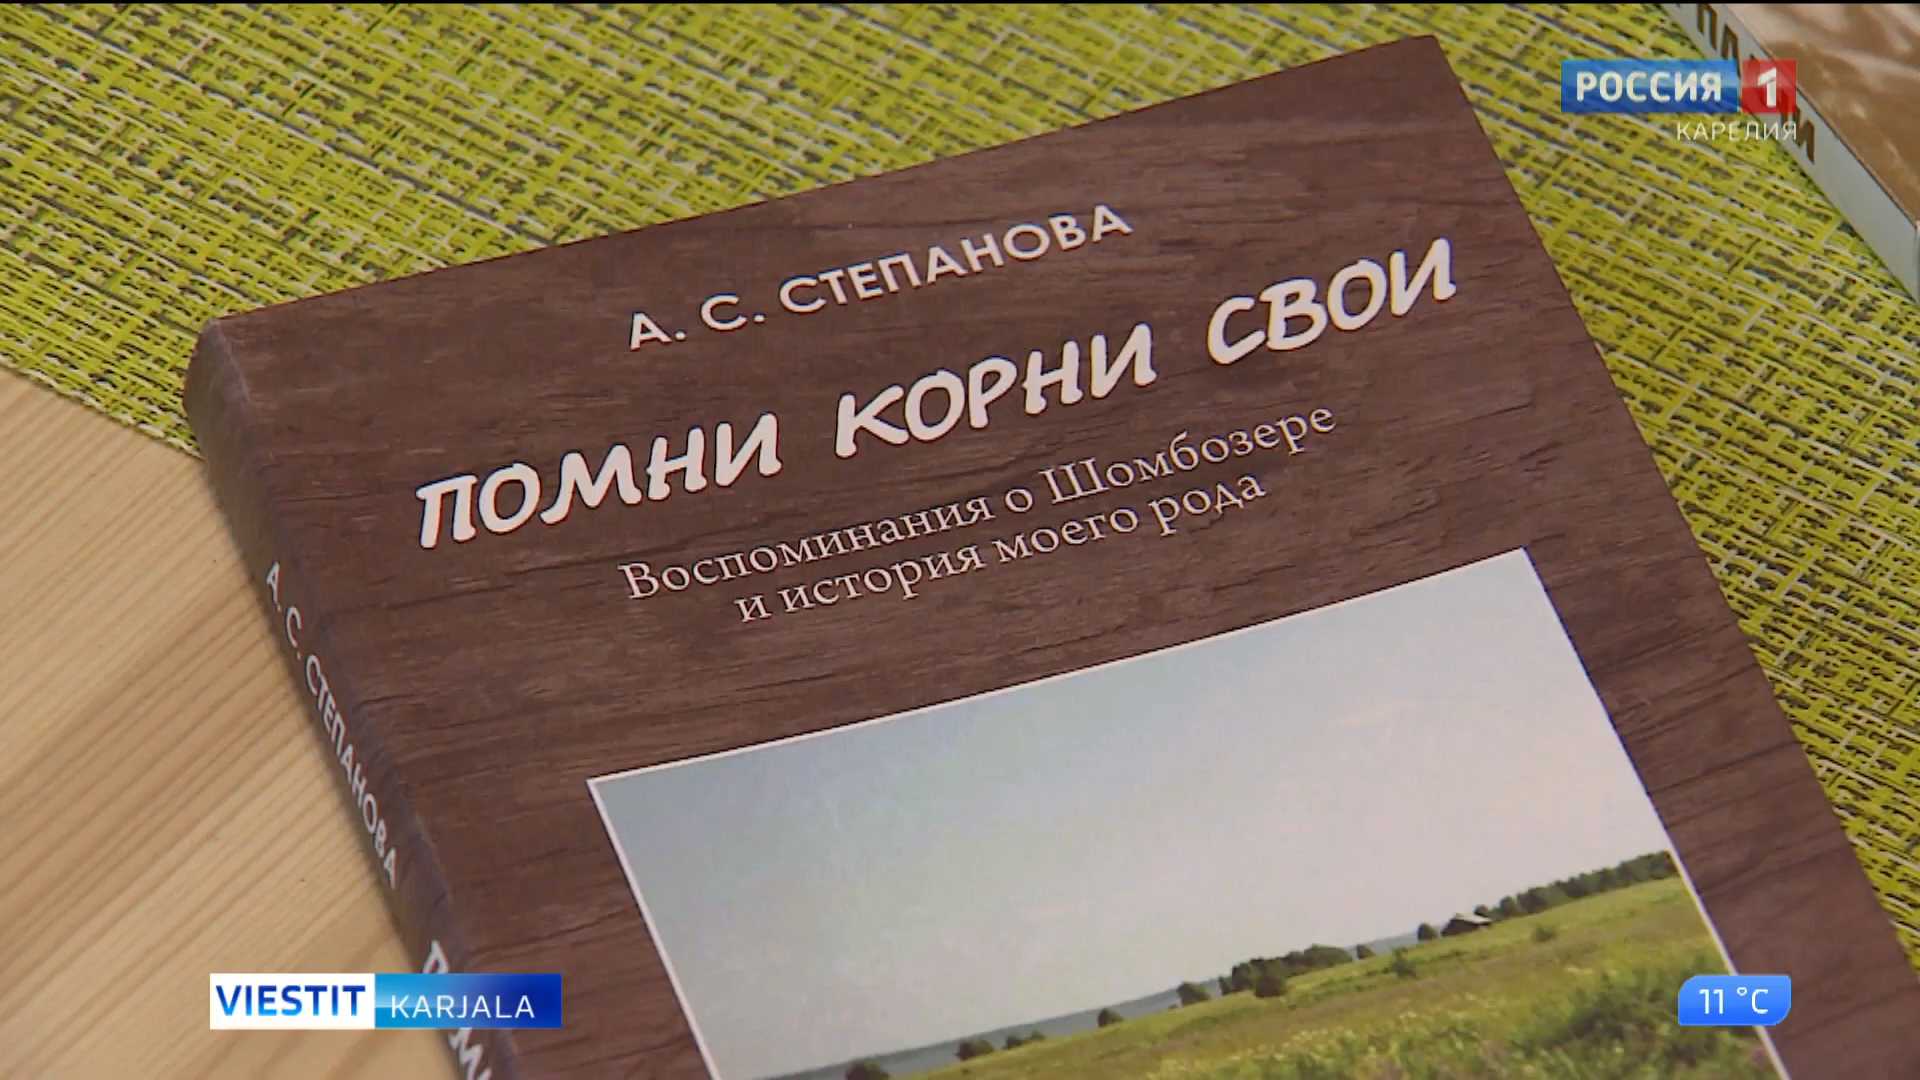 РОССИЯ 1
КАРЕЛИЯ
А. С. СТЕПАНОВА
ПОМНИ КОРНИ СВОИ
Воспоминания о Шомбозере
и история моего рода
А. С. СТЕПАНОВА
VIESTIT KARJALA
11 °C